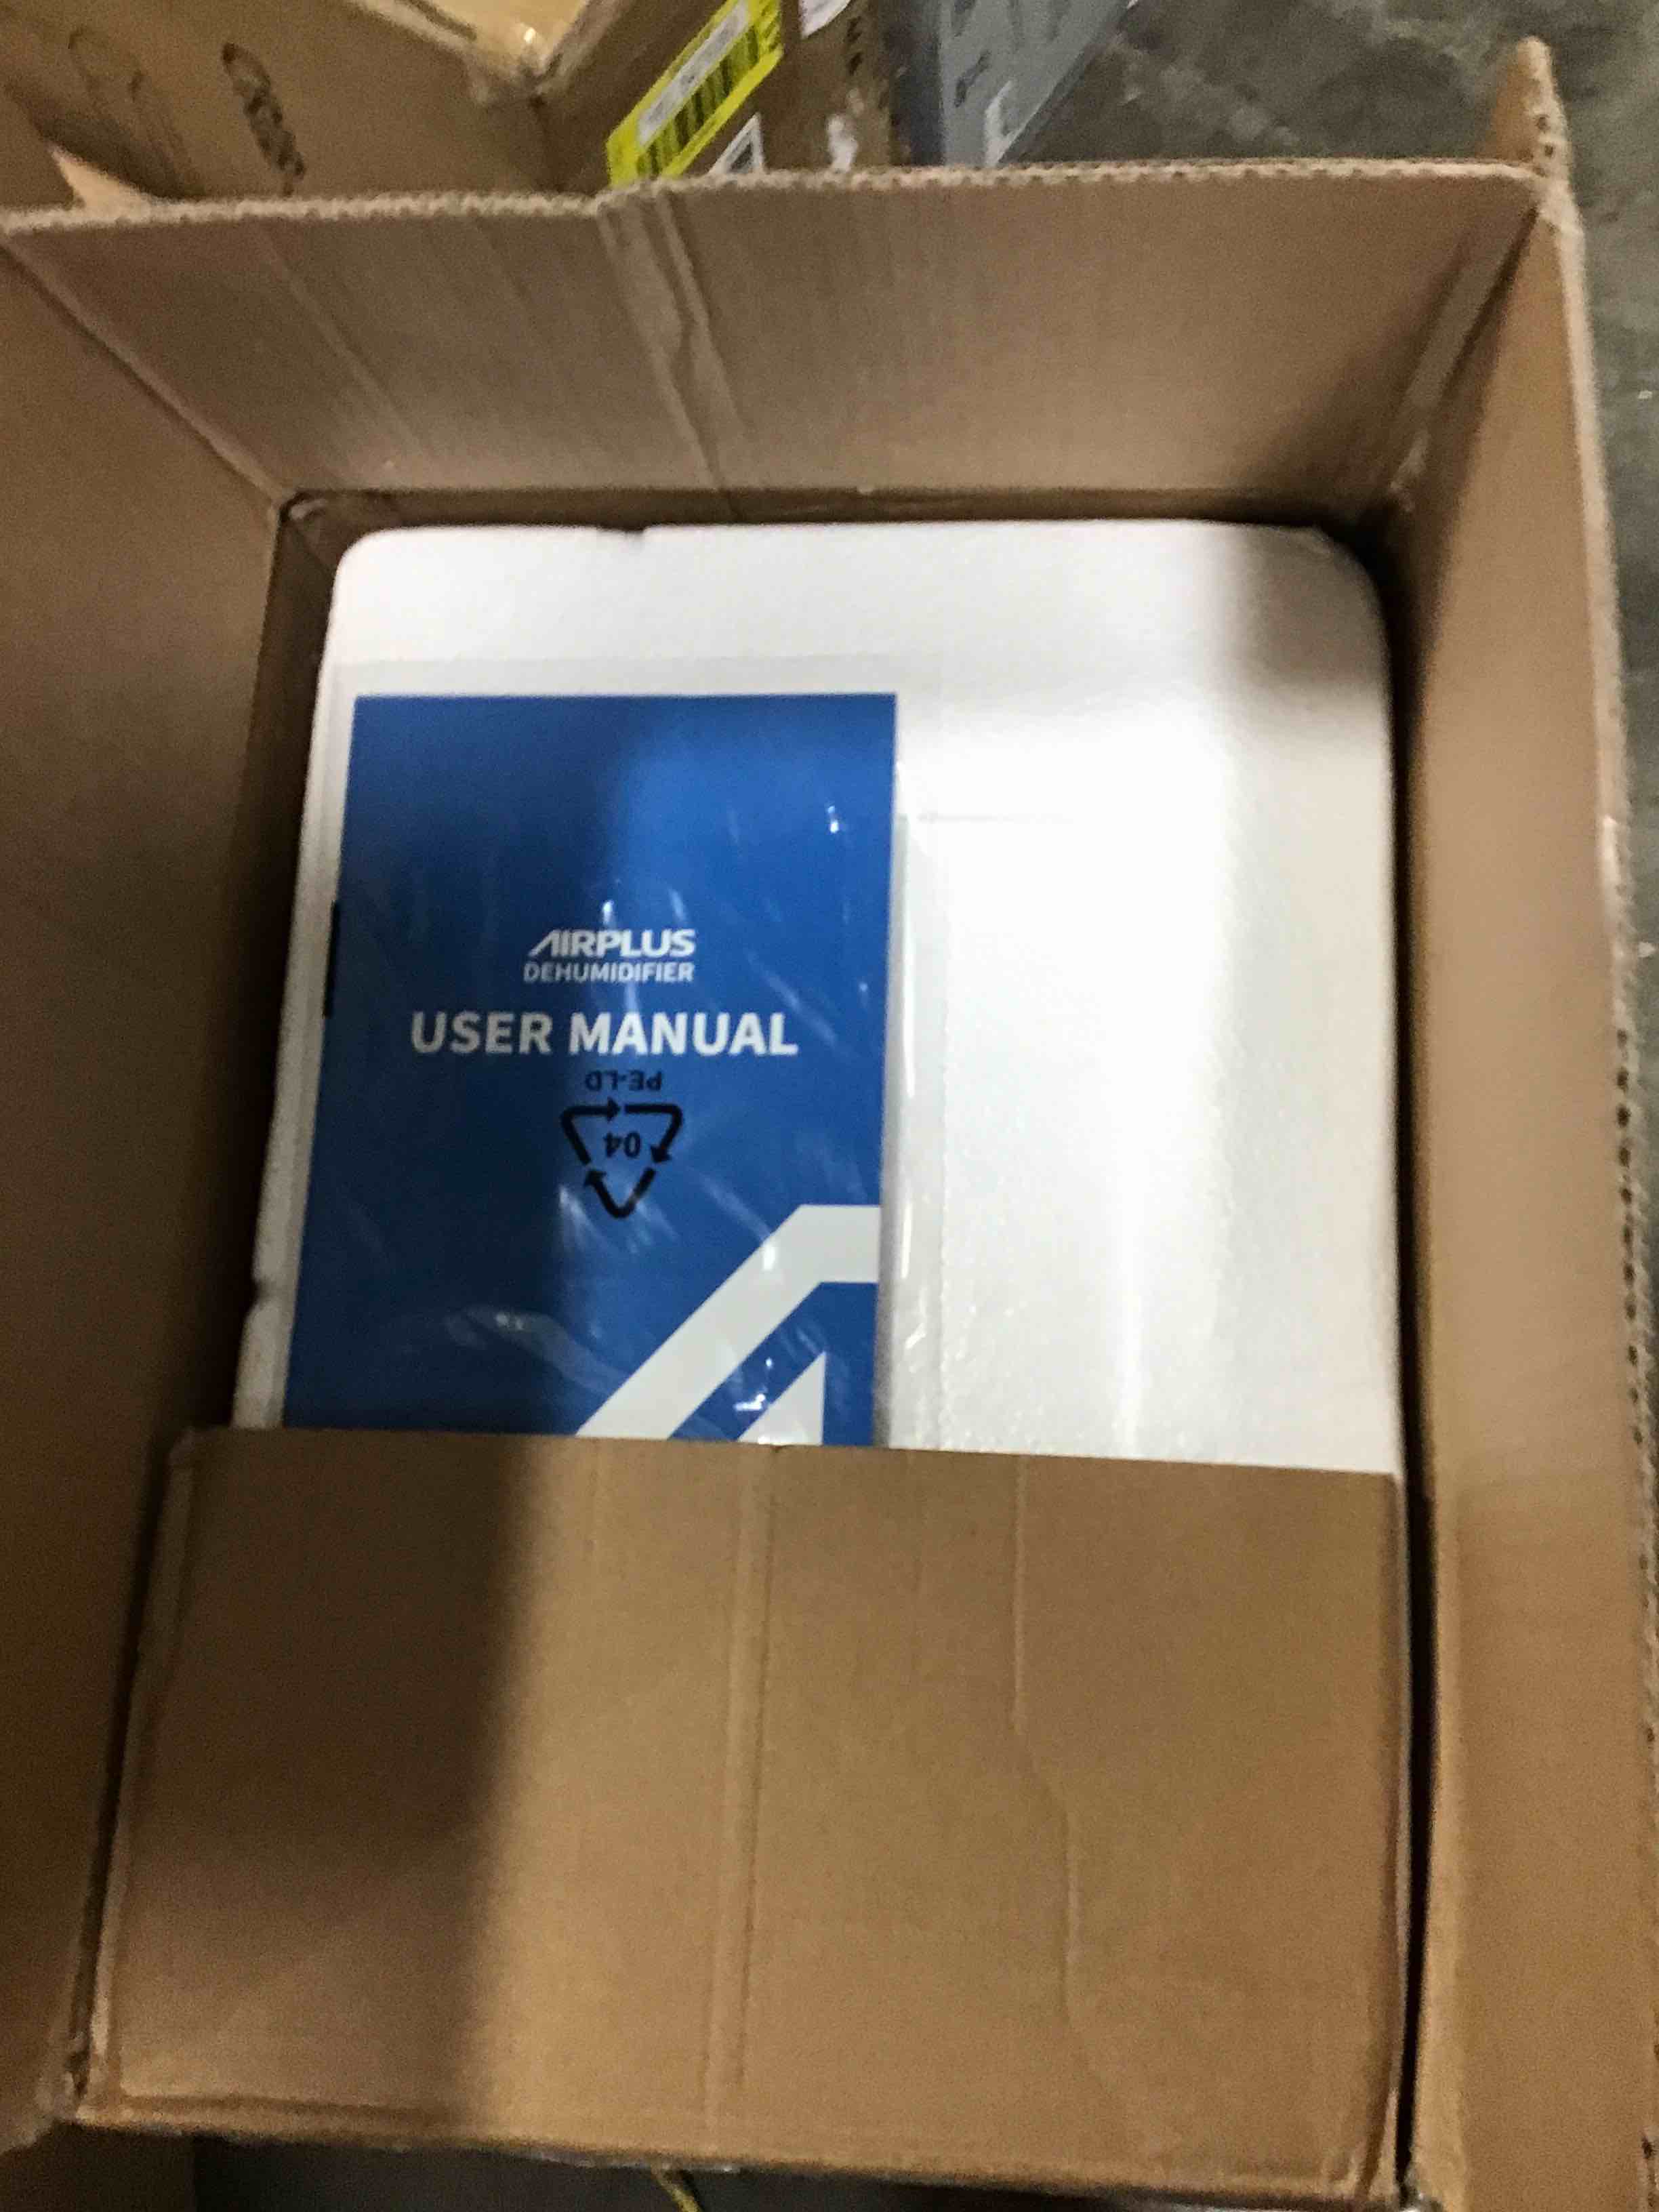 AIRPLUS
DEHUMIDIFIER
USER MANUAL
PE-LD
04